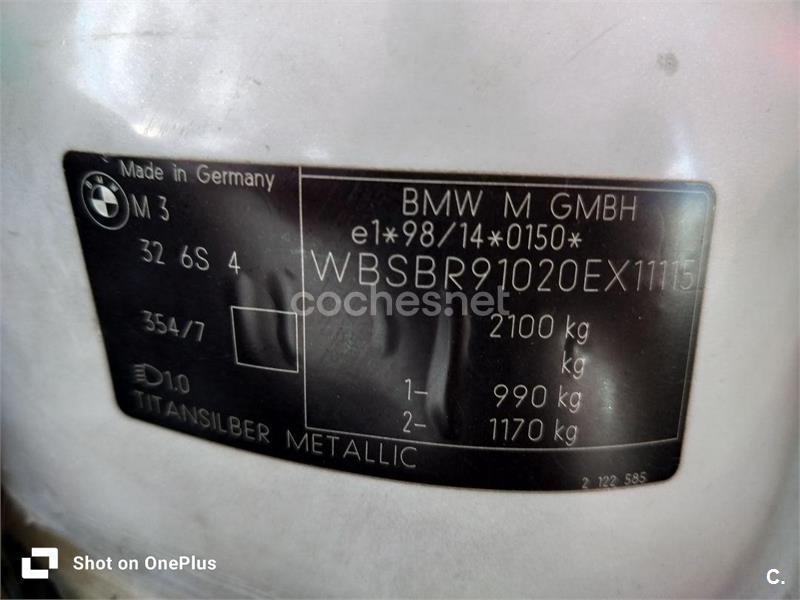 Made in Germany
BMW
M 3
32 6S 4
354/7
1.0
TITANSILBER METALLIC
BMW M GMBH
e1*98/14*0150*
WBSBR91020EX11115
2100 kg
kg
1- 990 kg
2- 1170 kg
2 122 585
coches.net
Shot on OnePlus
C.